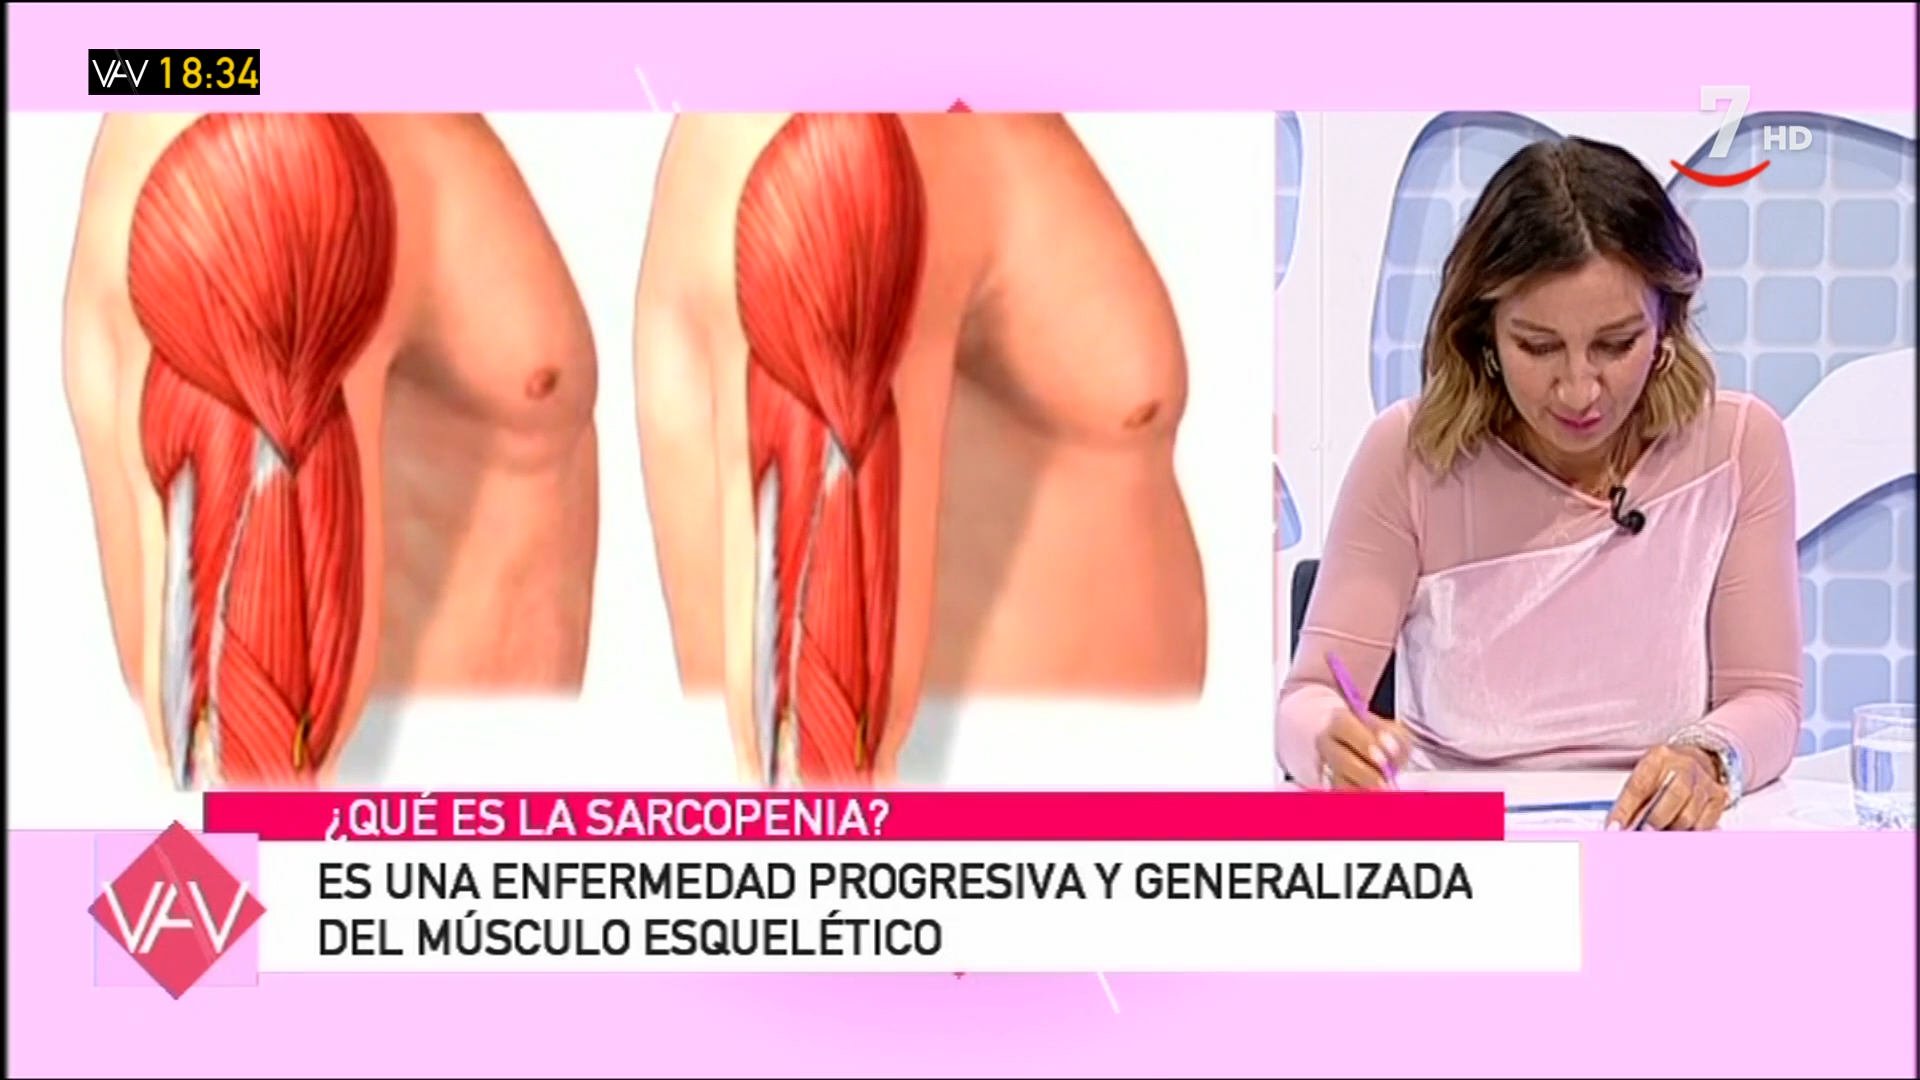 VAV 18:34
7 HD
¿QUÉ ES LA SARCOPENIA?
VAV
ES UNA ENFERMEDAD PROGRESIVA Y GENERALIZADA
DEL MÚSCULO ESQUELÉTICO